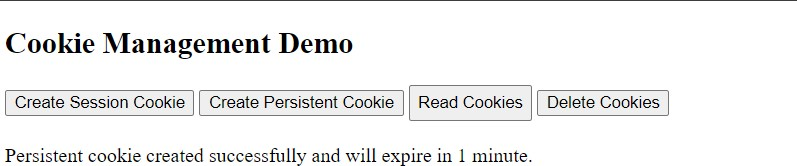 Cookie Management Demo
Create Session Cookie Create Persistent Cookie Read Cookies Delete Cookies
Persistent cookie created successfully and will expire in 1 minute.